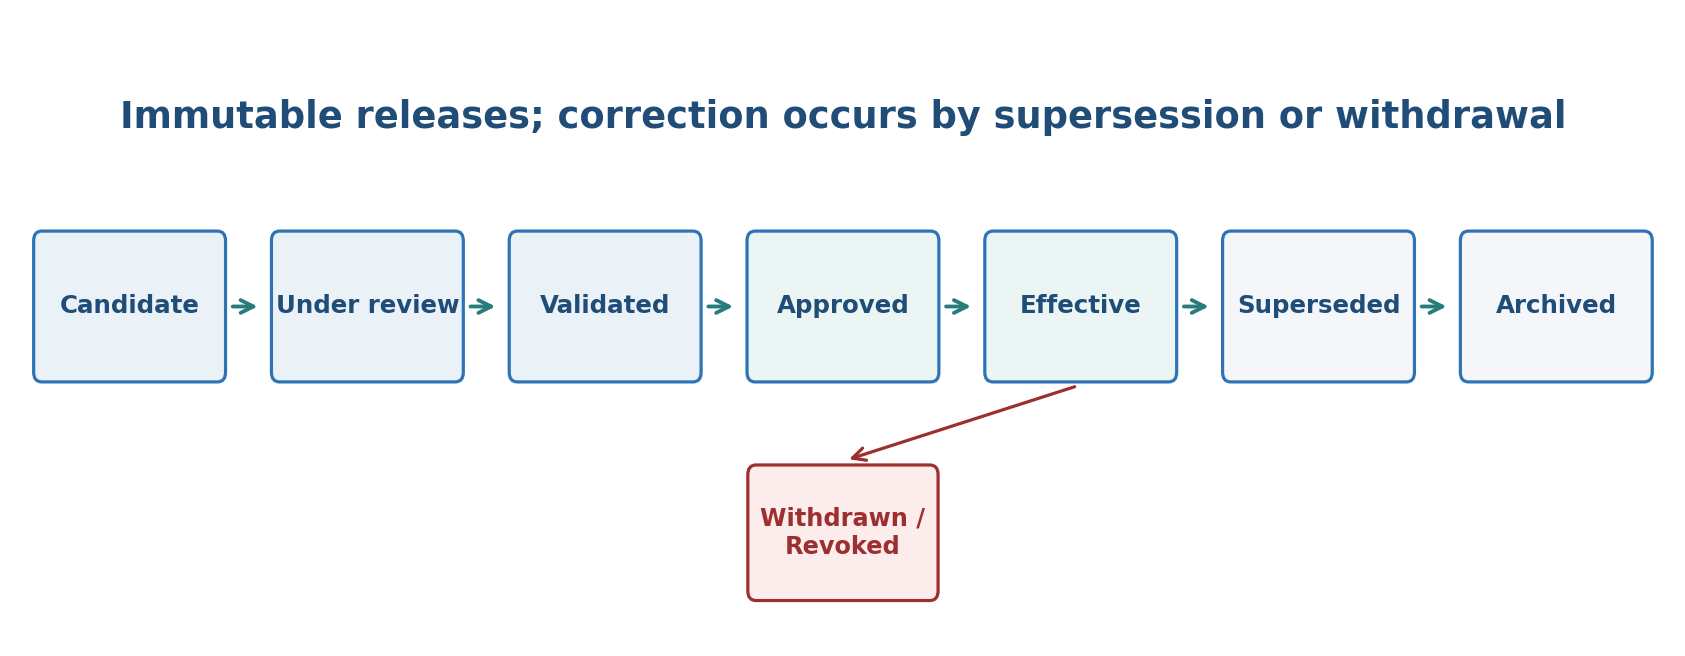 Immutable releases; correction occurs by supersession or withdrawal
Candidate
Under review
Validated
Approved
Effective
Superseded
Archived
Withdrawn /
Revoked